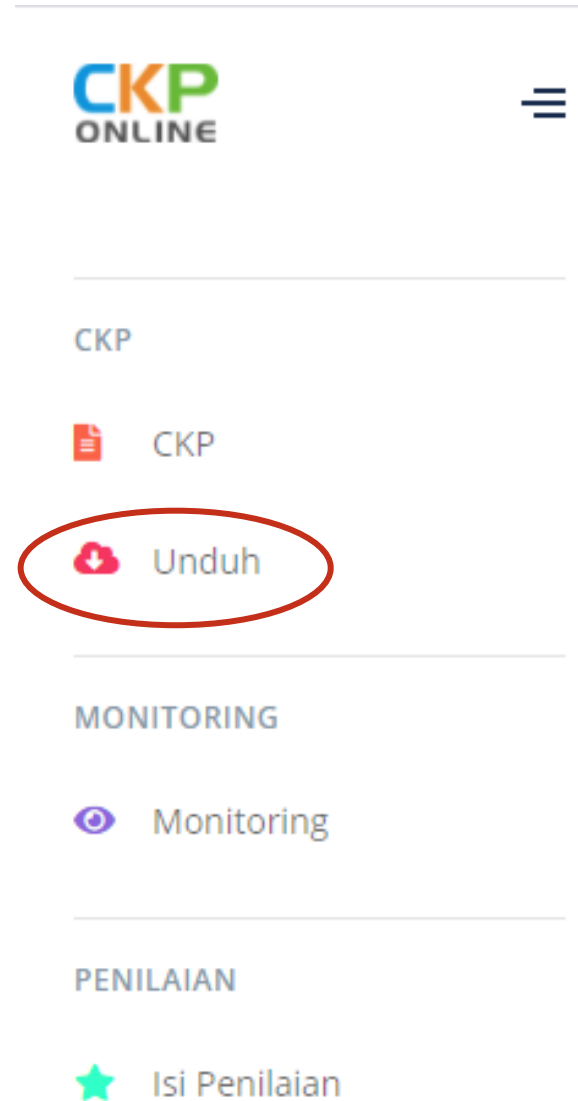 CKP
ONLINE
CKP
CKP
Unduh
MONITORING
Monitoring
PENILAIAN
Isi Penilaian